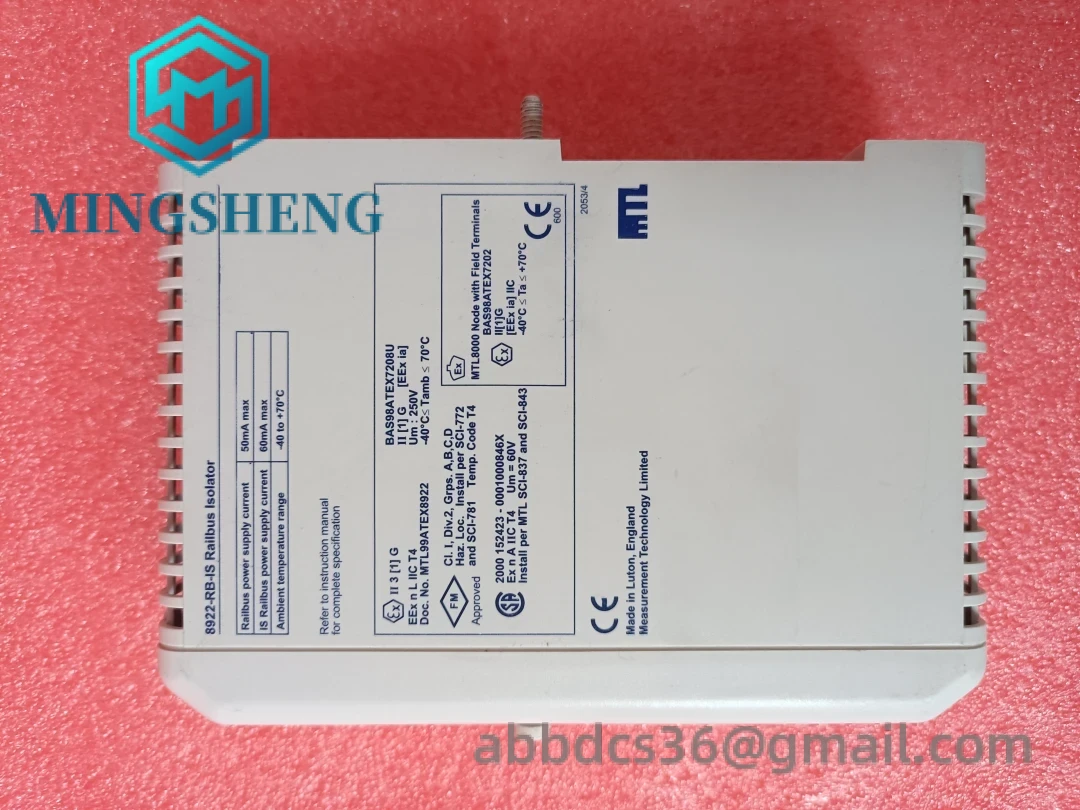 MINGSHENG
8922-RB-IS Railbus Isolator
Railbus power supply current 50mA max
IS Railbus power supply current 60mA max
Ambient temperature range -40 to +70°C
Refer to instruction manual
for complete specification
Ex II 3 [1] G
EEx n L IIC T4
Doc. No. MTL99ATEX8922
BAS98ATEX7208U
II [1] G [EEx ia]
Um : 250V
-40°C ≤ Tamb ≤ 70°C
FM
Approved
Cl. I, Div.2, Grps. A,B,C,D
Haz. Loc. Install per SCI-772
and SCI-781 Temp. Code T4
2000 152423 - 0001000846X
Ex n A IIC T4 Um = 60V
Install per MTL SCI-837 and SCI-843
Ex
MTL8000 Node with Field Terminals
BAS98ATEX7202
Ex II[1]G
[EEx ia] IIC
-40°C ≤ Ta ≤ +70°C
CE
600
2053/4
MTL
CE
Made in Luton, England
Measurement Technology Limited
abbdcs36@gmail.com